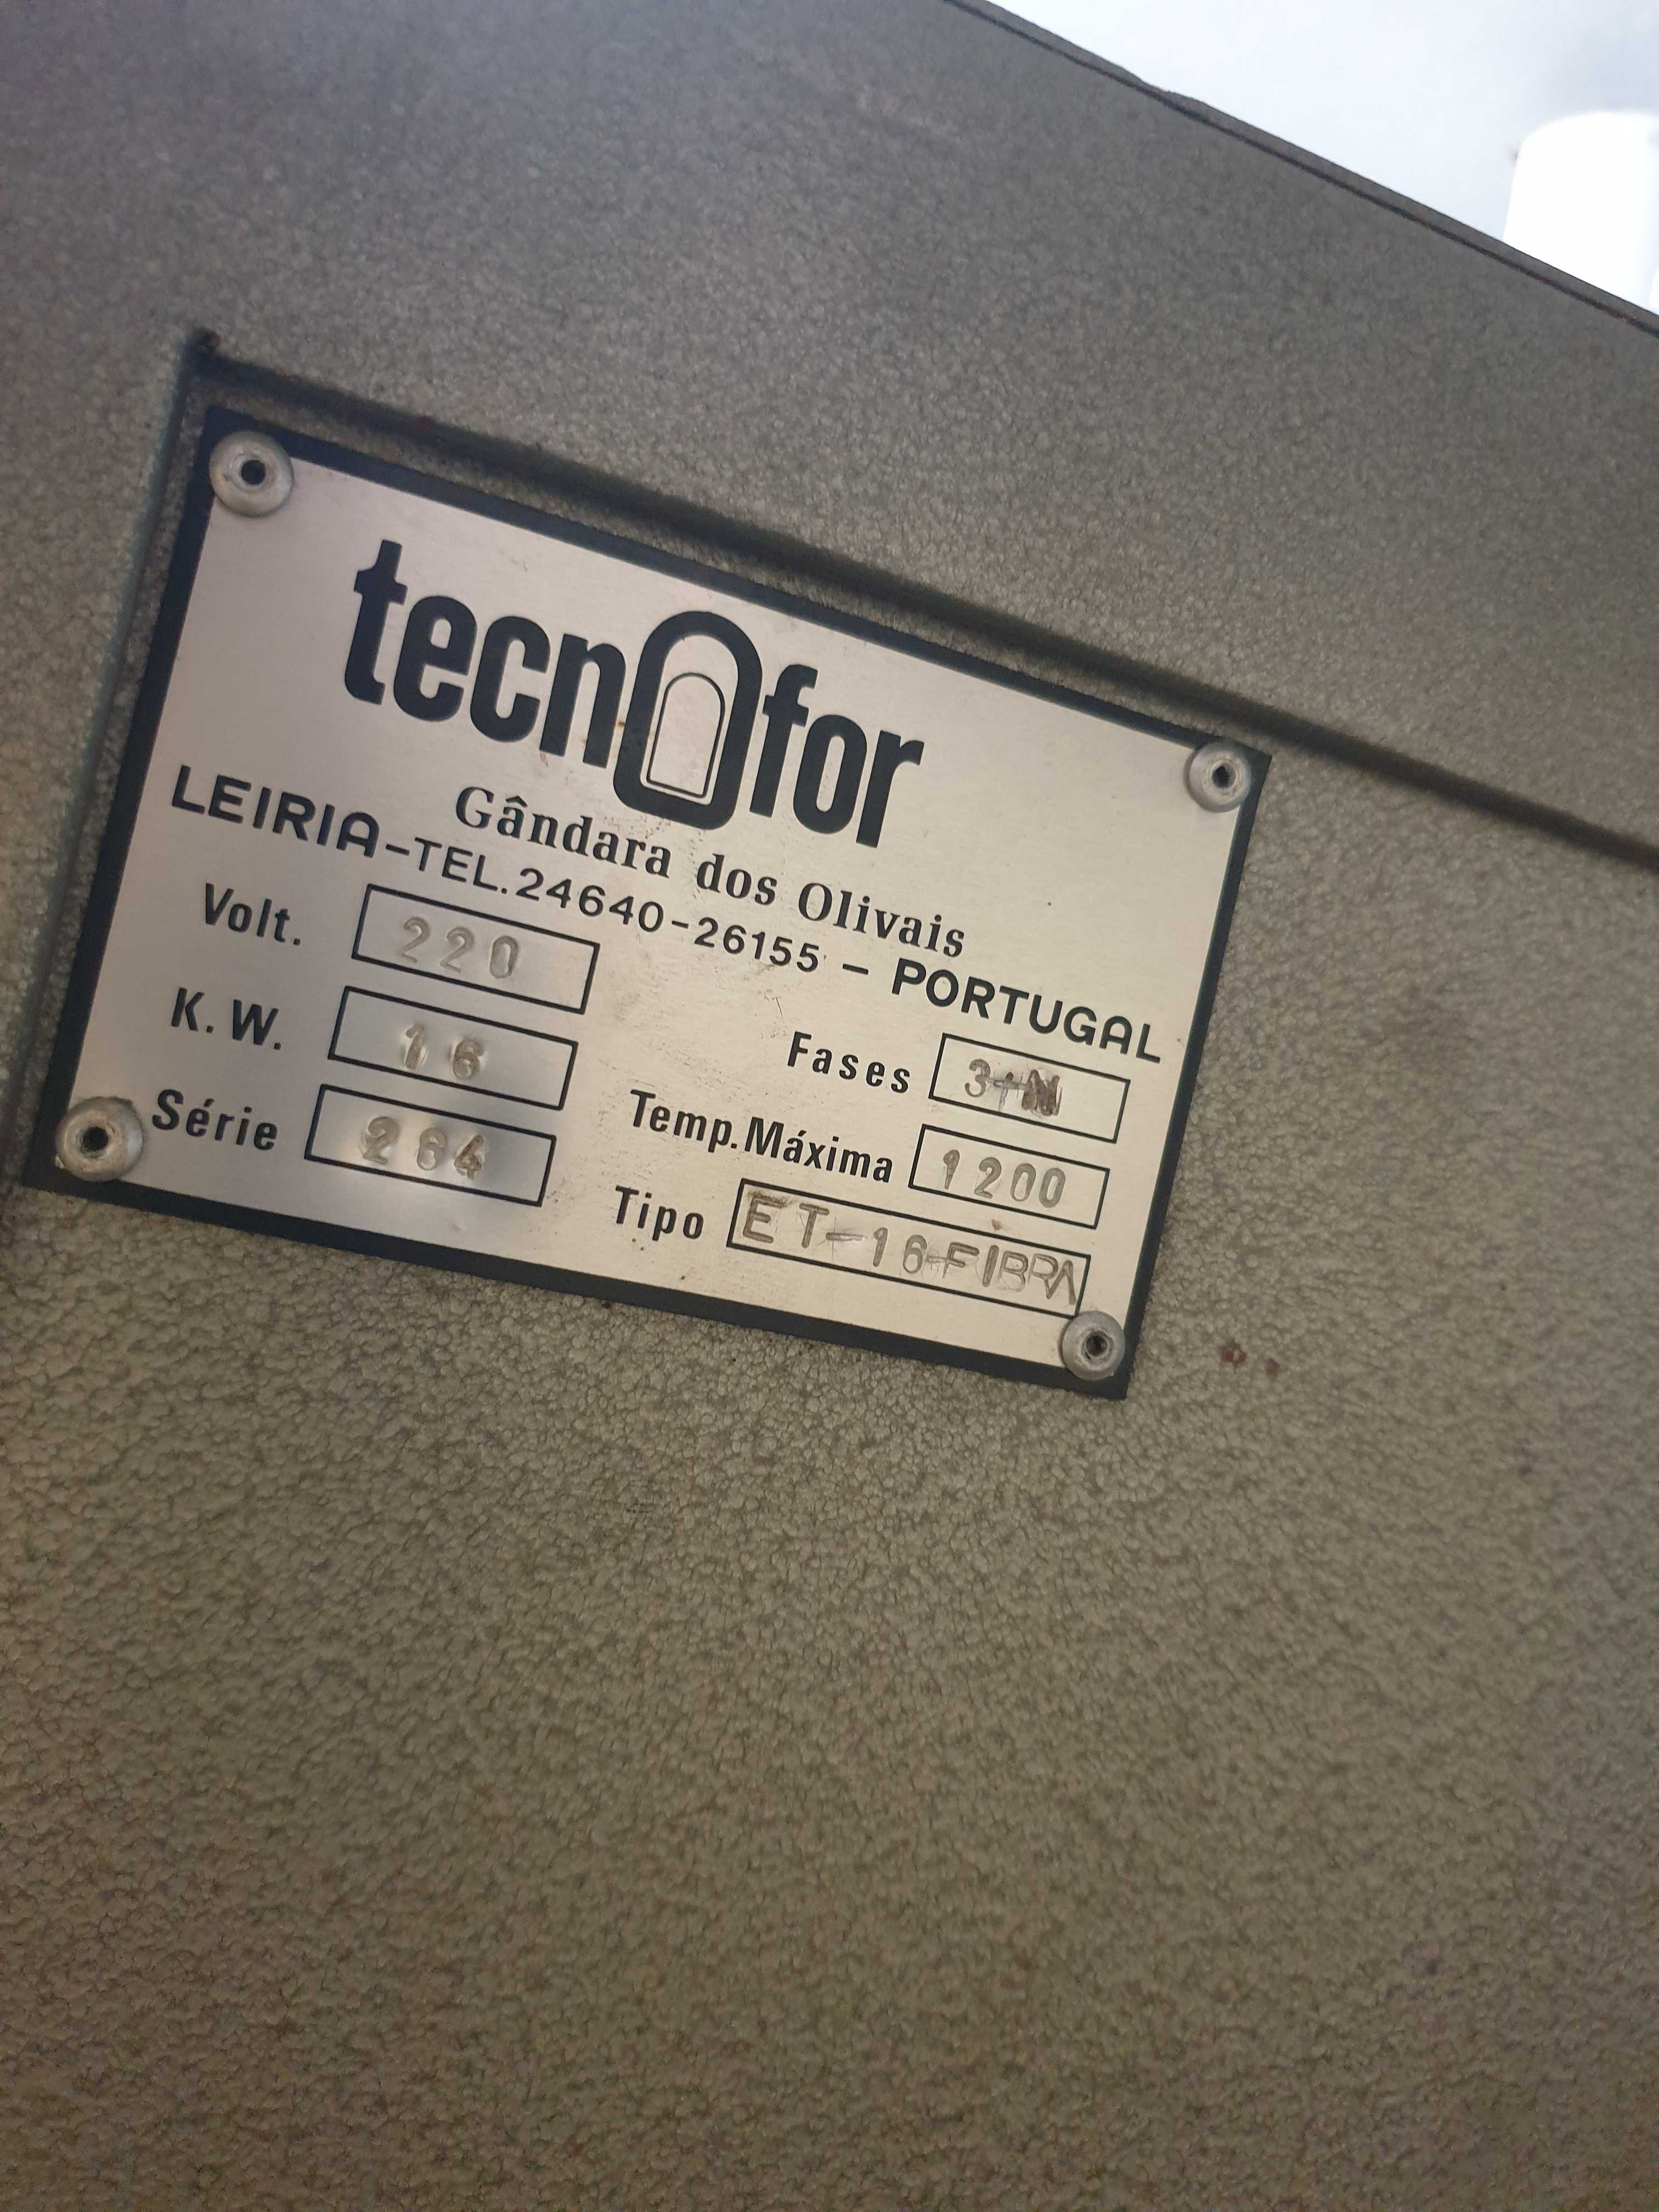 tecnofor
Gândara dos Olivais
LEIRIA-TEL.24640-26155 - PORTUGAL
Volt. 220
K.W. 16
Fases 3+N
Série 264
Temp.Máxima 1200
Tipo ET-16-FIBRA